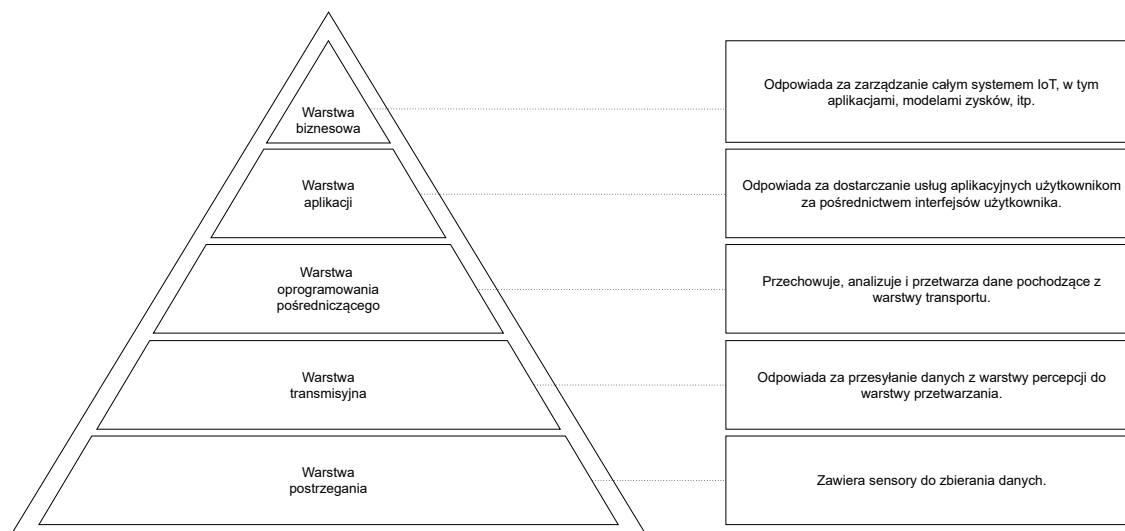 Warstwa
biznesowa
Odpowiada za zarządzanie całym systemem IoT, w tym
aplikacjami, modelami zysków, itp.
Warstwa
aplikacji
Odpowiada za dostarczanie usług aplikacyjnych użytkownikom
za pośrednictwem interfejsów użytkownika.
Warstwa
oprogramowania
pośredniczącego
Przechowuje, analizuje i przetwarza dane pochodzące z
warstwy transportu.
Warstwa
transmisyjna
Odpowiada za przesyłanie danych z warstwy percepcji do
warstwy przetwarzania.
Warstwa
postrzegania
Zawiera sensory do zbierania danych.